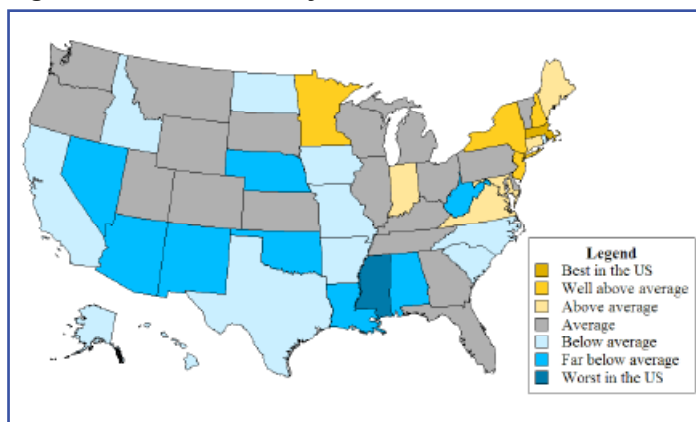 Legend
Best in the US
Well above average
Above average
Average
Below average
Far below average
Worst in the US